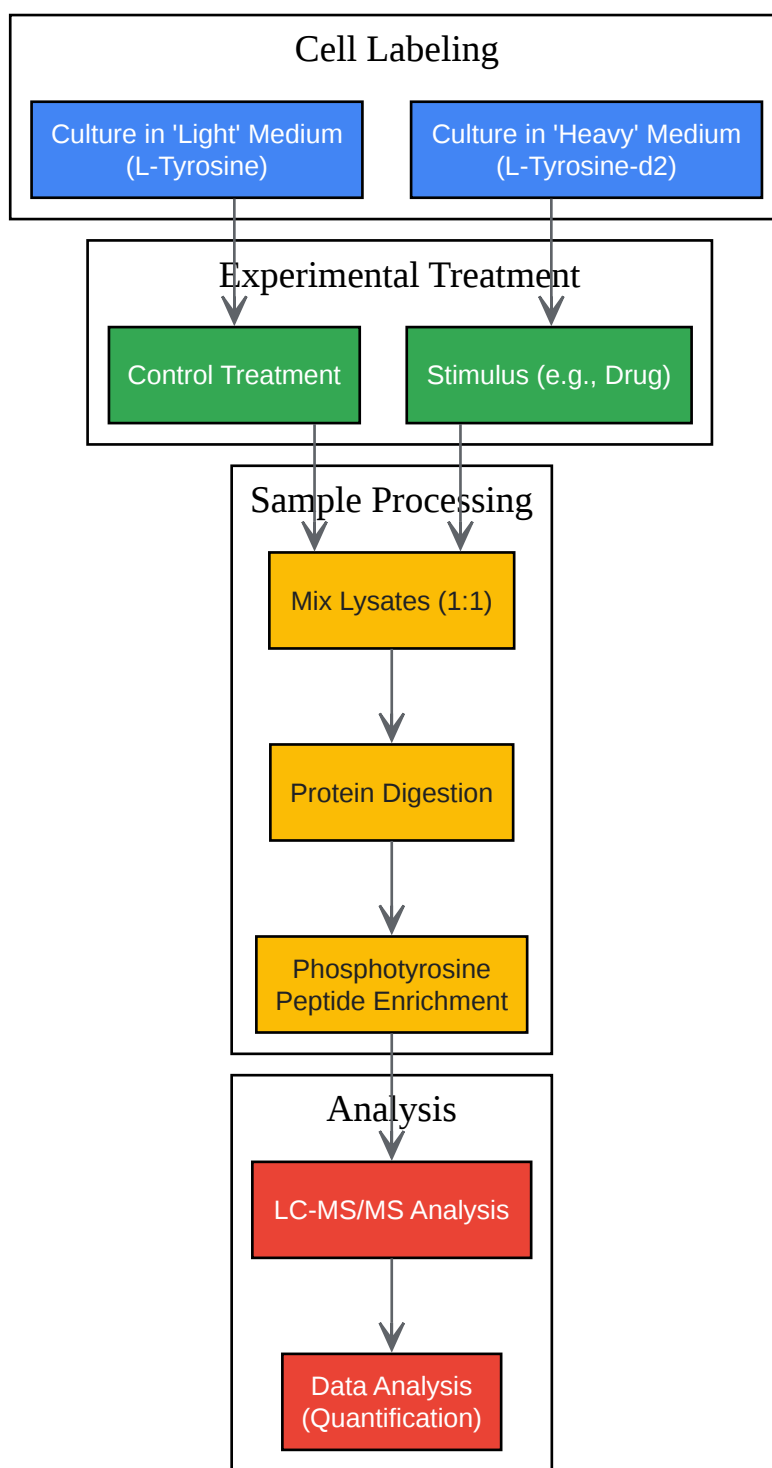 Cell Labeling
Culture in 'Light' Medium
(L-Tyrosine)
Culture in 'Heavy' Medium
(L-Tyrosine-d2)
Experimental Treatment
Control Treatment
Stimulus (e.g., Drug)
Sample Processing
Mix Lysates (1:1)
Protein Digestion
Phosphotyrosine
Peptide Enrichment
Analysis
LC-MS/MS Analysis
Data Analysis
(Quantification)